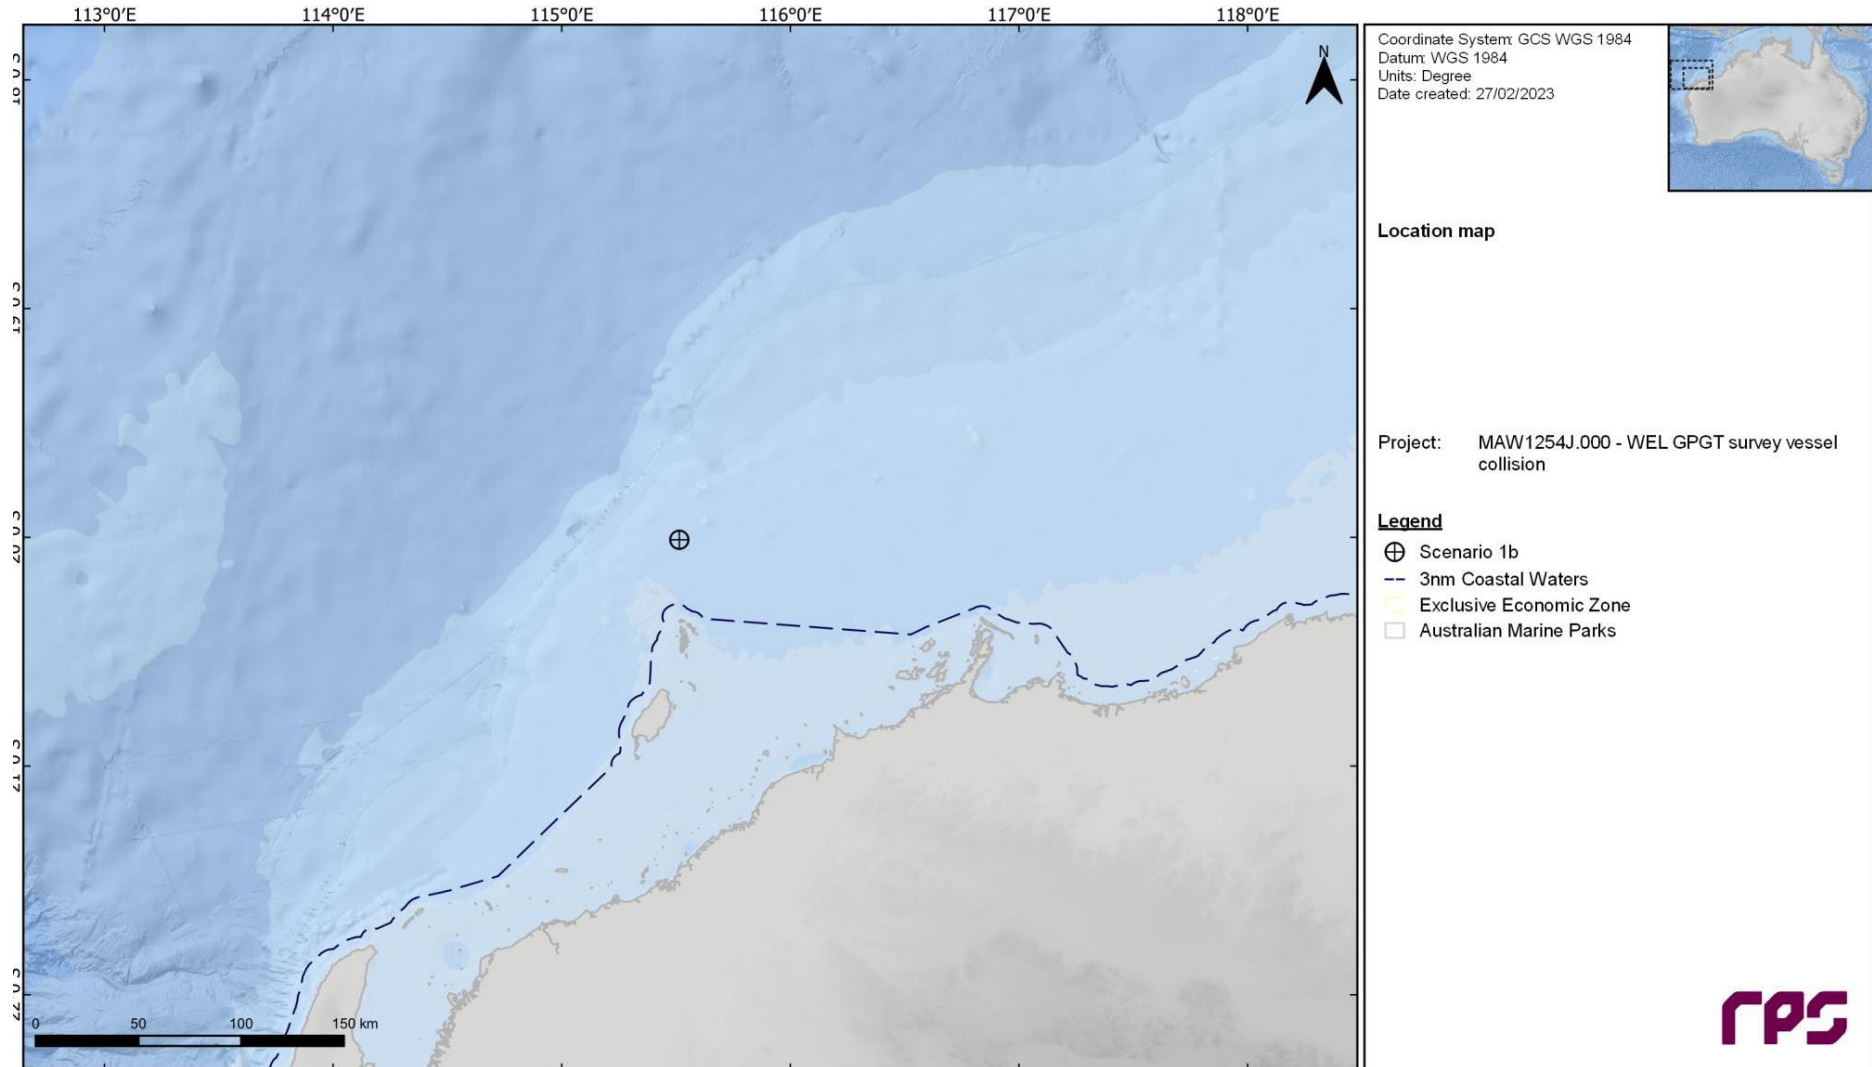 113°0′E 114°0′E 115°0′E 116°0′E 117°0′E 118°0′E
N
0 50 100 150 km
Coordinate System: GCS WGS 1984
Datum: WGS 1984
Units: Degree
Date created: 27/02/2023
Location map
Project: MAW1254J.000 - WEL GPGT survey vessel
collision
Legend
Scenario 1b
3nm Coastal Waters
Exclusive Economic Zone
Australian Marine Parks
rps